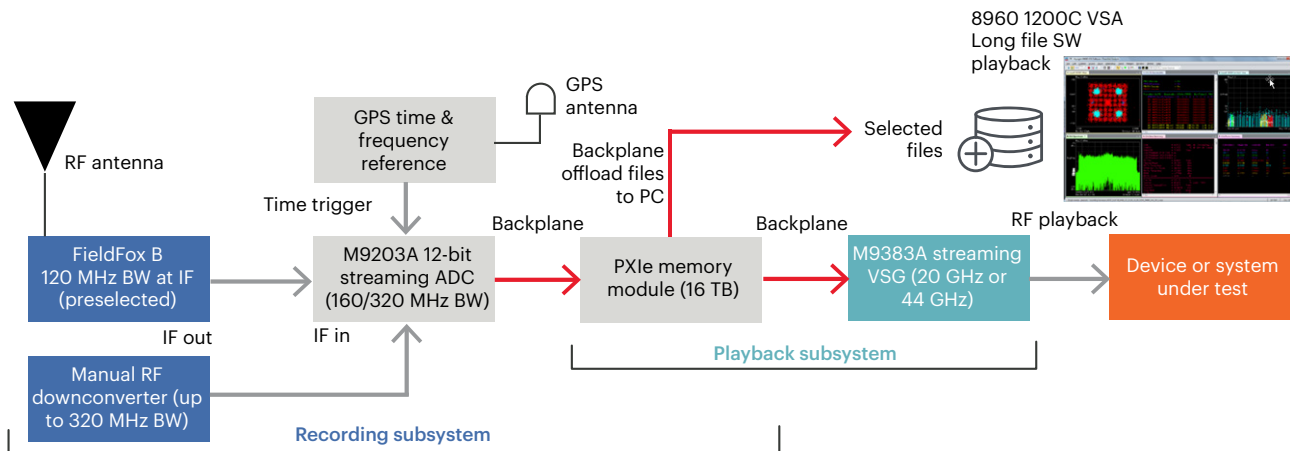 8960 1200C VSA
Long file SW
playback
GPS
antenna
GPS time &
frequency
reference
RF antenna
Selected
files
Backplane
offload files
to PC
Time trigger
Backplane
Backplane
RF playback
FieldFox B
120 MHz BW at IF
(preselected)
M9203A 12-bit
streaming ADC
(160/320 MHz BW)
PXIe memory
module (16 TB)
M9383A streaming
VSG (20 GHz or
44 GHz)
Device or system
under test
IF out
IF in
Playback subsystem
Manual RF
downconverter (up
to 320 MHz BW)
Recording subsystem